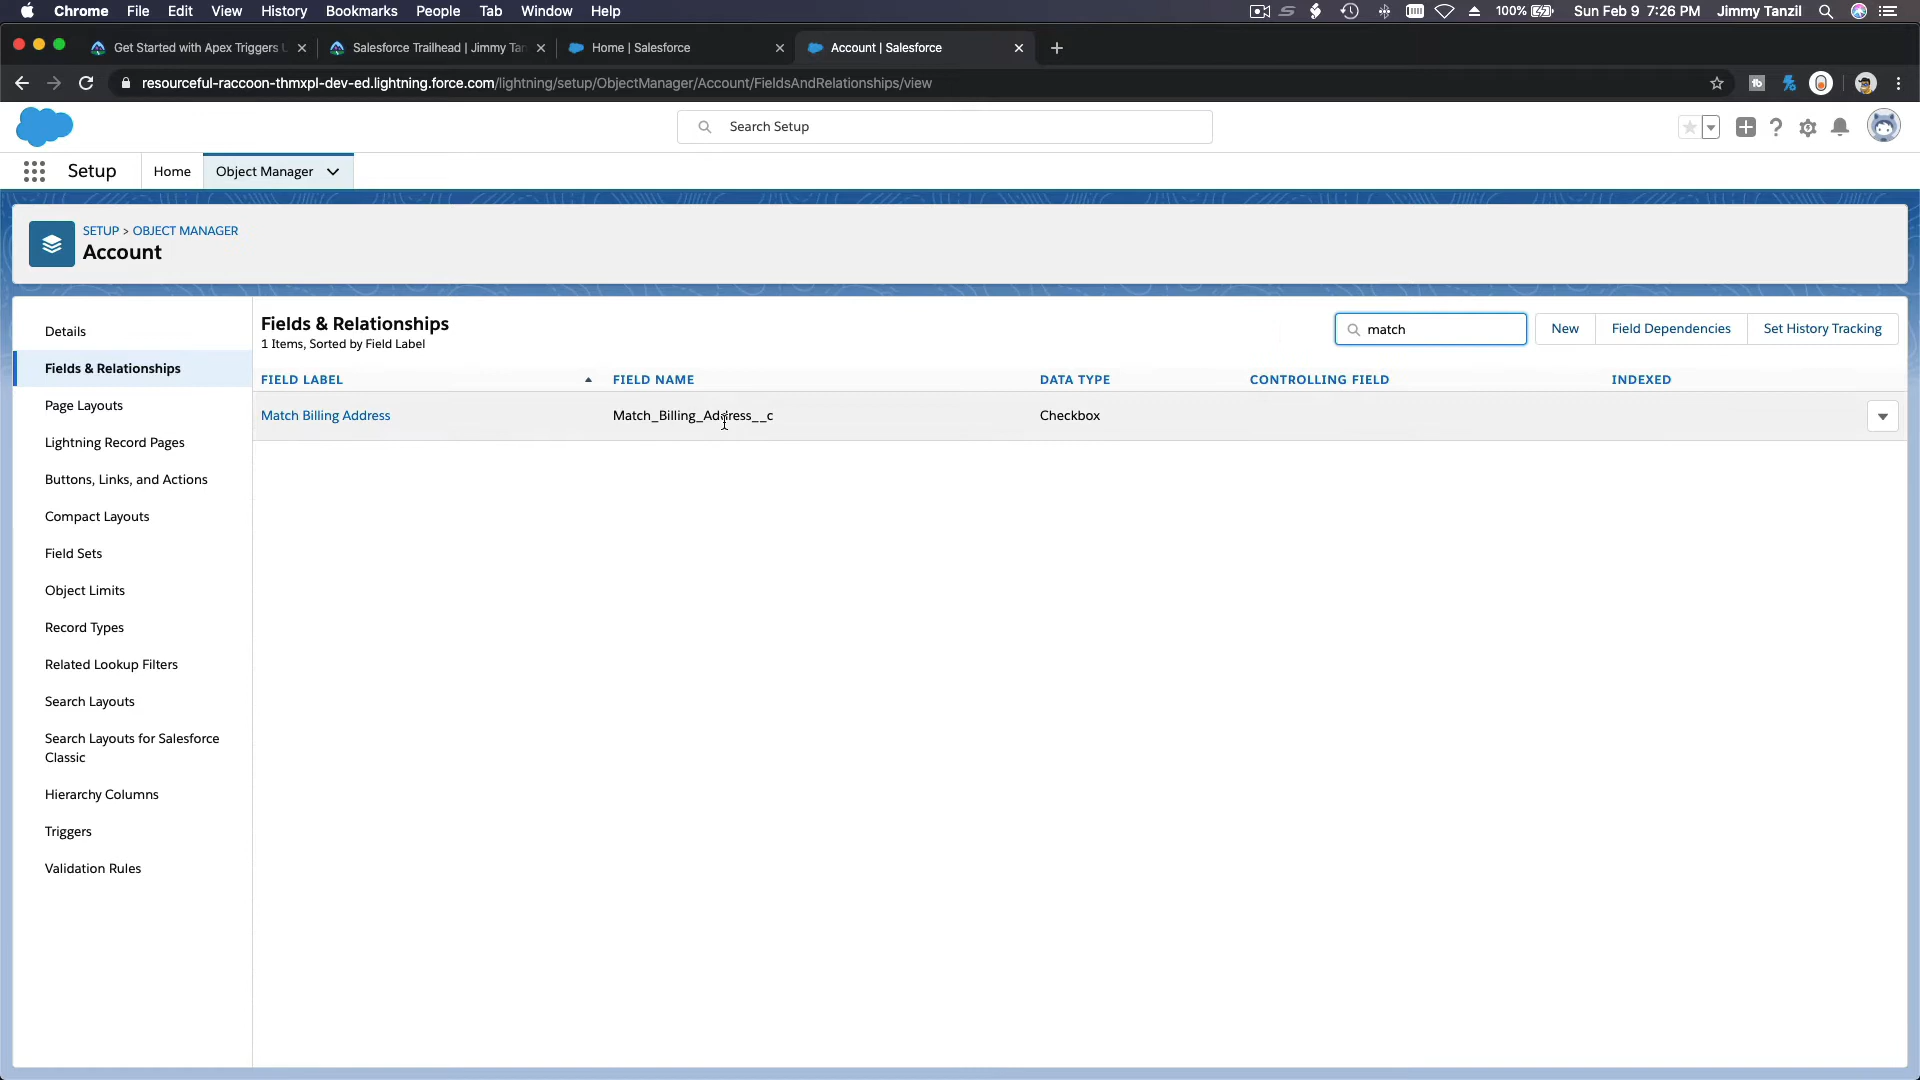 Chrome File Edit View History Bookmarks People Tab Window Help 100% Sun Feb 9 7:26 PM Jimmy Tanzil
Get Started with Apex Triggers Salesforce Trailhead | Jimmy Tan Home | Salesforce Account | Salesforce
resourceful-raccoon-thmxpl-dev-ed.lightning.force.com/lightning/setup/ObjectManager/Account/FieldsAndRelationships/view
Search Setup
Setup Home Object Manager
SETUP > OBJECT MANAGER
Account
Details
Fields & Relationships
Page Layouts
Lightning Record Pages
Buttons, Links, and Actions
Compact Layouts
Field Sets
Object Limits
Record Types
Related Lookup Filters
Search Layouts
Search Layouts for Salesforce
Classic
Hierarchy Columns
Triggers
Validation Rules
Fields & Relationships
1 Items, Sorted by Field Label
match New Field Dependencies Set History Tracking
FIELD LABEL FIELD NAME DATA TYPE CONTROLLING FIELD INDEXED
Match Billing Address Match_Billing_Address__c Checkbox